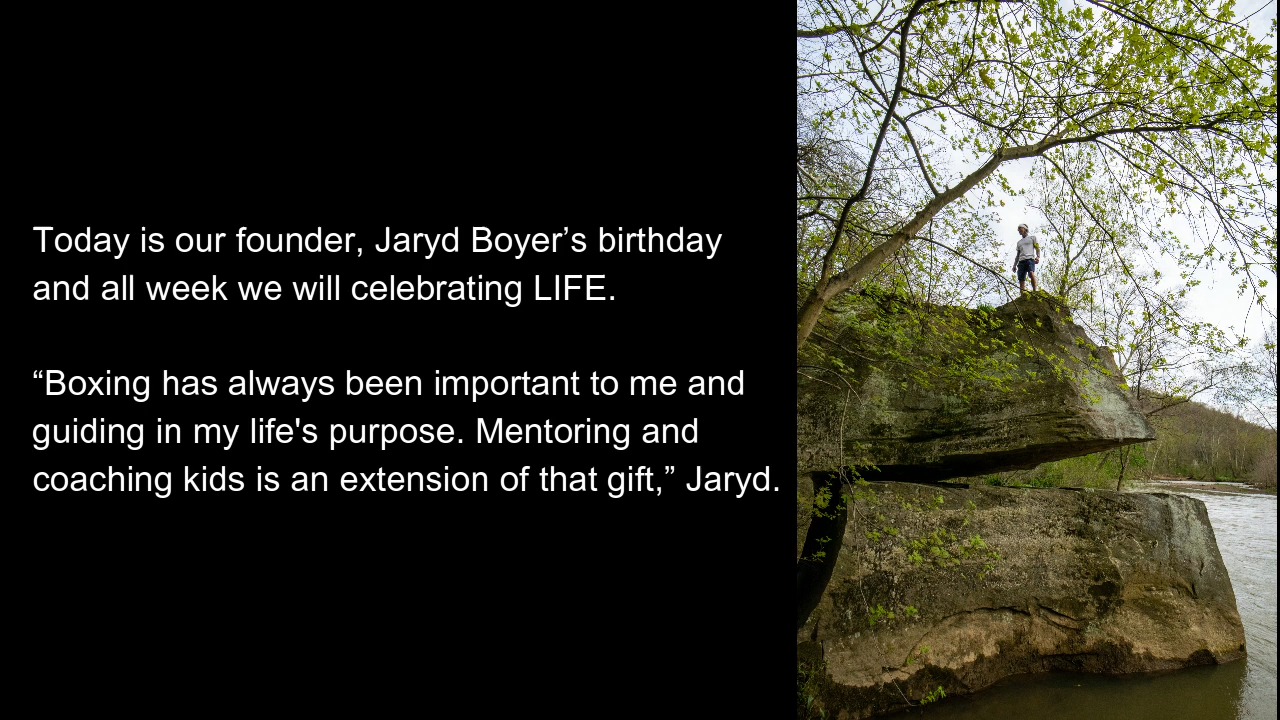 Today is our founder, Jaryd Boyer’s birthday
and all week we will celebrating LIFE.
“Boxing has always been important to me and
guiding in my life's purpose. Mentoring and
coaching kids is an extension of that gift,” Jaryd.